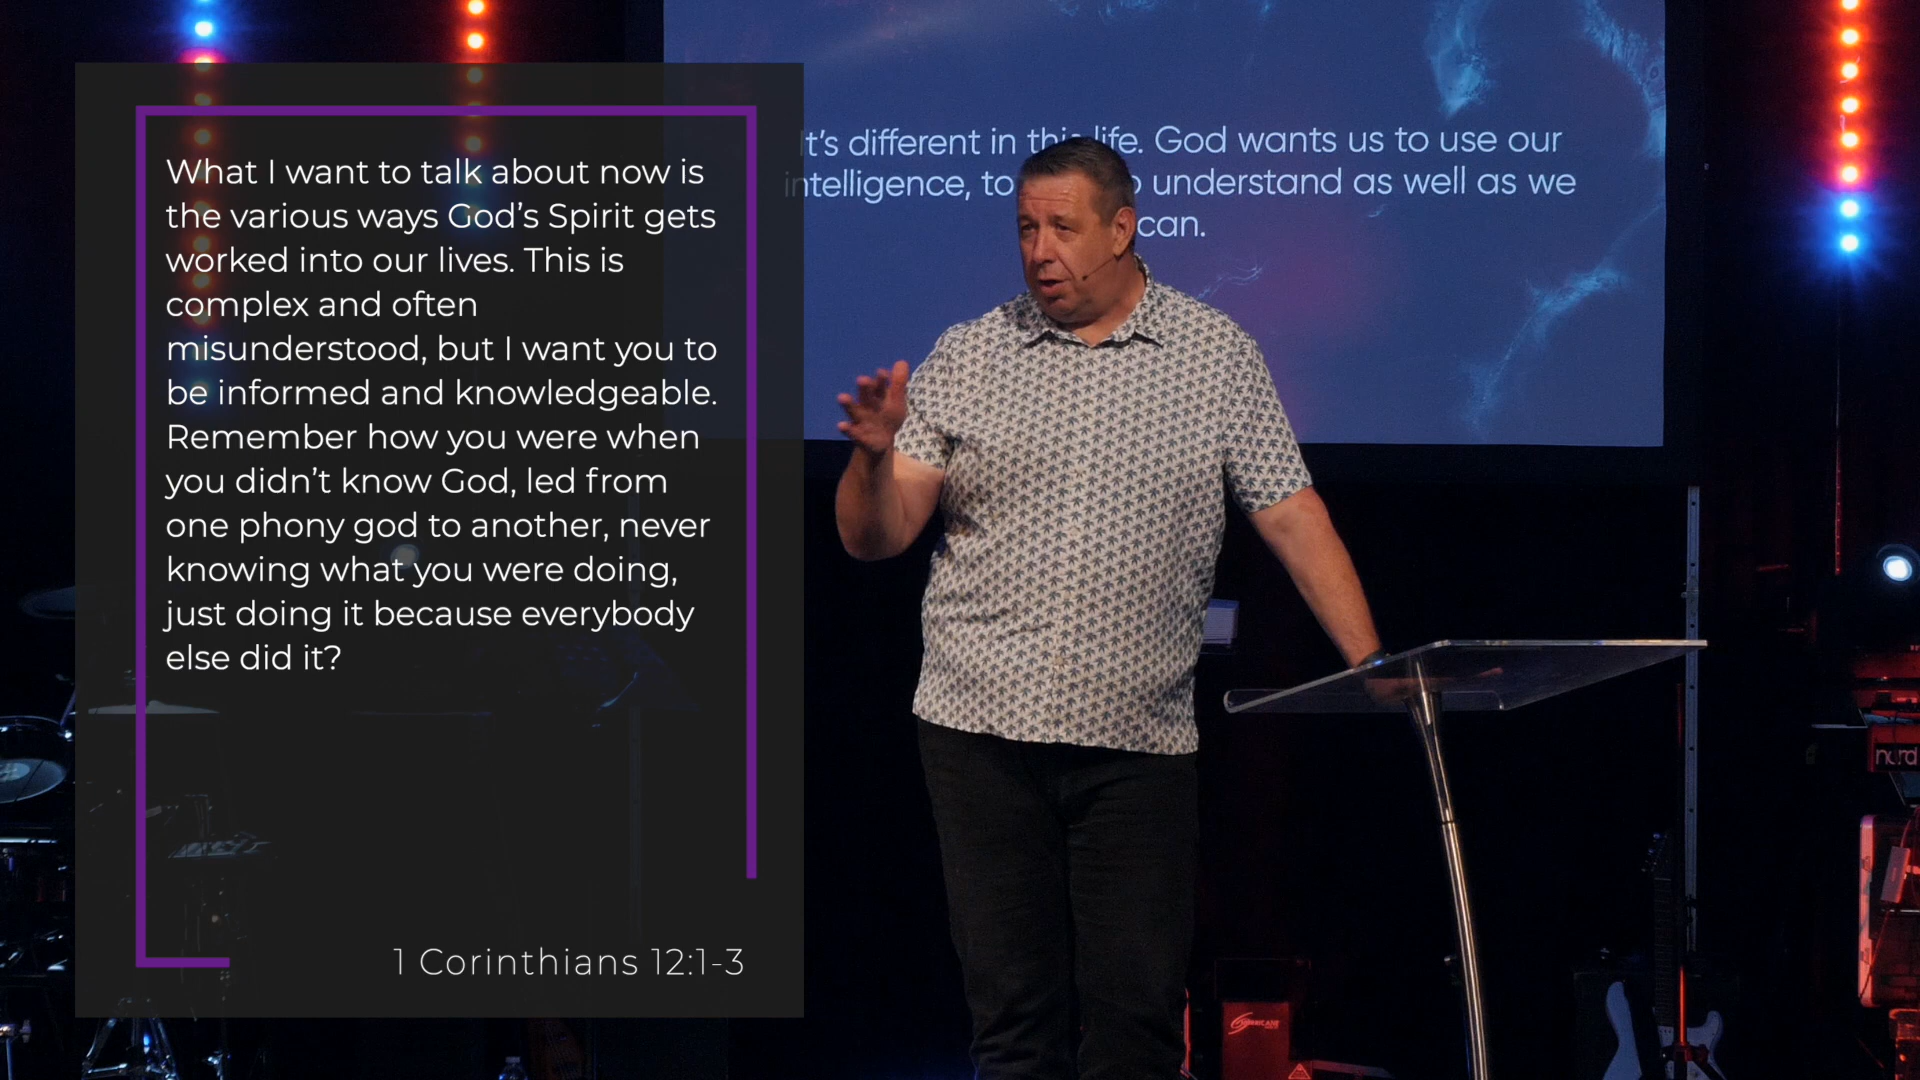 What I want to talk about now is
the various ways God’s Spirit gets
worked into our lives. This is
complex and often
misunderstood, but I want you to
be informed and knowledgeable.
Remember how you were when
you didn’t know God, led from
one phony god to another, never
knowing what you were doing,
just doing it because everybody
else did it?
1 Corinthians 12:1-3
It’s different in this life. God wants us to use our
intelligence, to understand as well as we
can.
nord